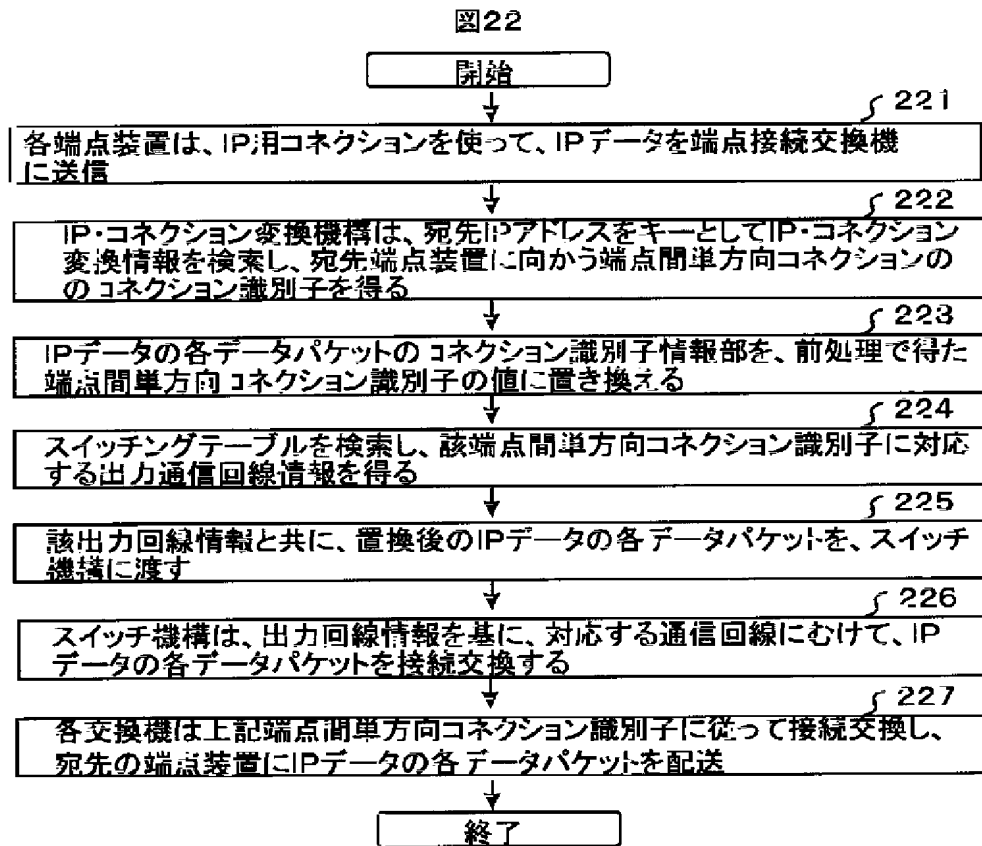 図22
開始
221
各端点装置は、IP用コネクションを使って、IPデータを端点接続交換機
に送信
222
IP・コネクション変換機構は、宛先IPアドレスをキーとしてIP・コネクション
変換情報を検索し、宛先端点装置に向かう端点間単方向コネクションの
のコネクション識別子を得る
223
IPデータの各データパケットのコネクション識別子情報部を、前処理で得た
端点間単方向コネクション識別子の値に置き換える
224
スイッチングテーブルを検索し、該端点間単方向コネクション識別子に対応
する出力通信回線情報を得る
225
該出力回線情報と共に、置換後のIPデータの各データパケットを、スイッチ
機構に渡す
226
スイッチ機構は、出力回線情報を基に、対応する通信回線にむけて、IP
データの各データパケットを接続交換する
227
各交換機は上記端点間単方向コネクション識別子に従って接続交換し、
宛先の端点装置にIPデータの各データパケットを配送
終了